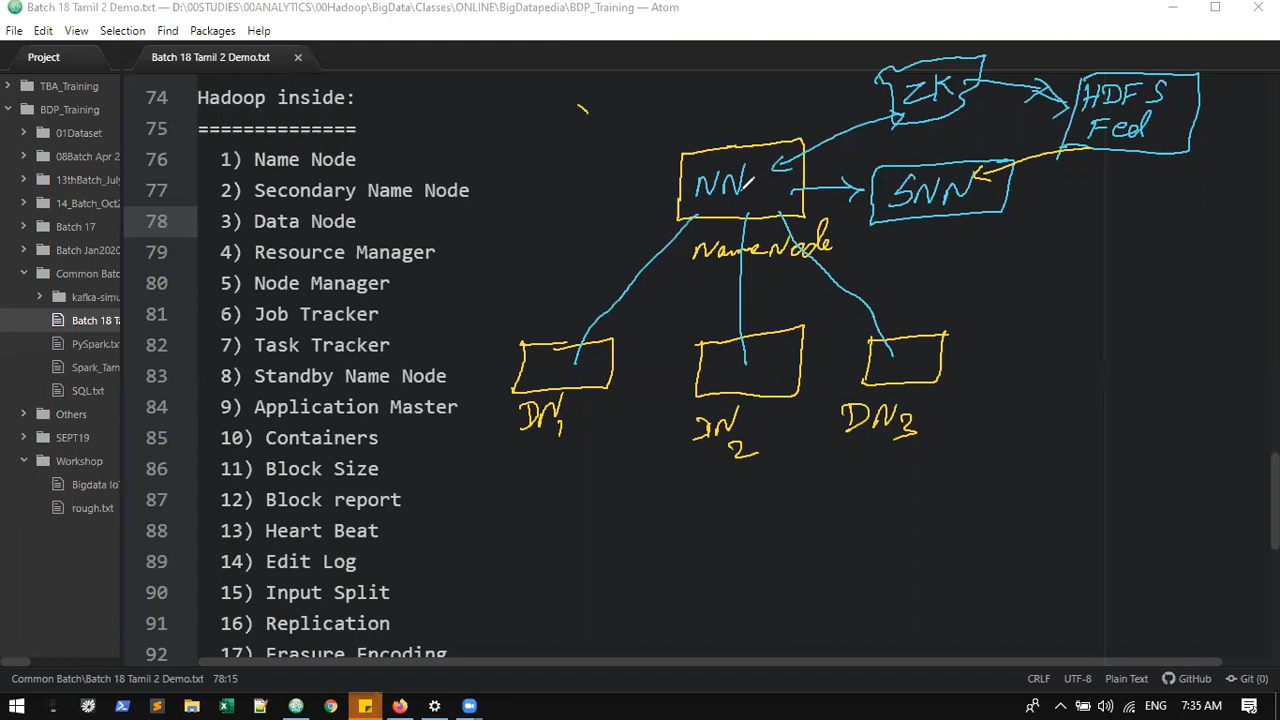 Batch 18 Tamil 2 Demo.txt — D:\00STUDIES\00ANALYTICS\00Hadoop\BigData\Classes\ONLINE\BigDatapedia\BDP_Training — Atom
File Edit View Selection Find Packages Help
Project
Batch 18 Tamil 2 Demo.txt
TBA_Training
BDP_Training
01Dataset
08Batch Apr 2
13thBatch_July
14_Batch_Oct2
Batch 17
Batch Jan2020
Common Batc
kafka-simu
Batch 18 Ta
PySpark.tx
Spark_Tam
SQL.txt
Others
SEPT19
Workshop
Bigdata Io
rough.txt
74 Hadoop inside:
75 ==============
76 1) Name Node
77 2) Secondary Name Node
78 3) Data Node
79 4) Resource Manager
80 5) Node Manager
81 6) Job Tracker
82 7) Task Tracker
83 8) Standby Name Node
84 9) Application Master
85 10) Containers
86 11) Block Size
87 12) Block report
88 13) Heart Beat
89 14) Edit Log
90 15) Input Split
91 16) Replication
92 17) Erasure Encoding
ZK
HDFS
Fed
NN
SNN
NameNode
DN1
DN2
DN3
Common Batch\Batch 18 Tamil 2 Demo.txt 78:15
CRLF UTF-8 Plain Text GitHub Git (0)
ENG 7:35 AM